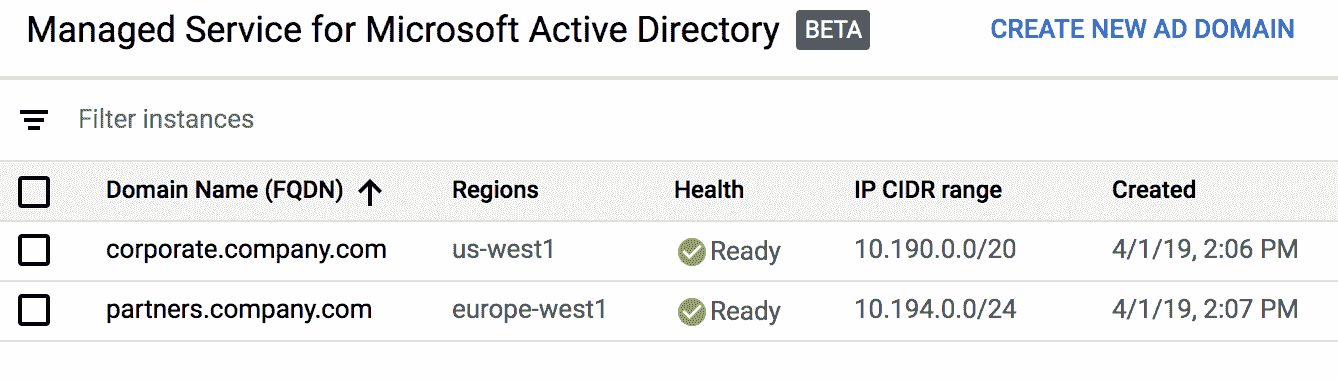 Managed Service for Microsoft Active Directory BETA CREATE NEW AD DOMAIN
Filter instances
Domain Name (FQDN) Regions Health IP CIDR range Created
corporate.company.com us-west1 Ready 10.190.0.0/20 4/1/19, 2:06 PM
partners.company.com europe-west1 Ready 10.194.0.0/24 4/1/19, 2:07 PM